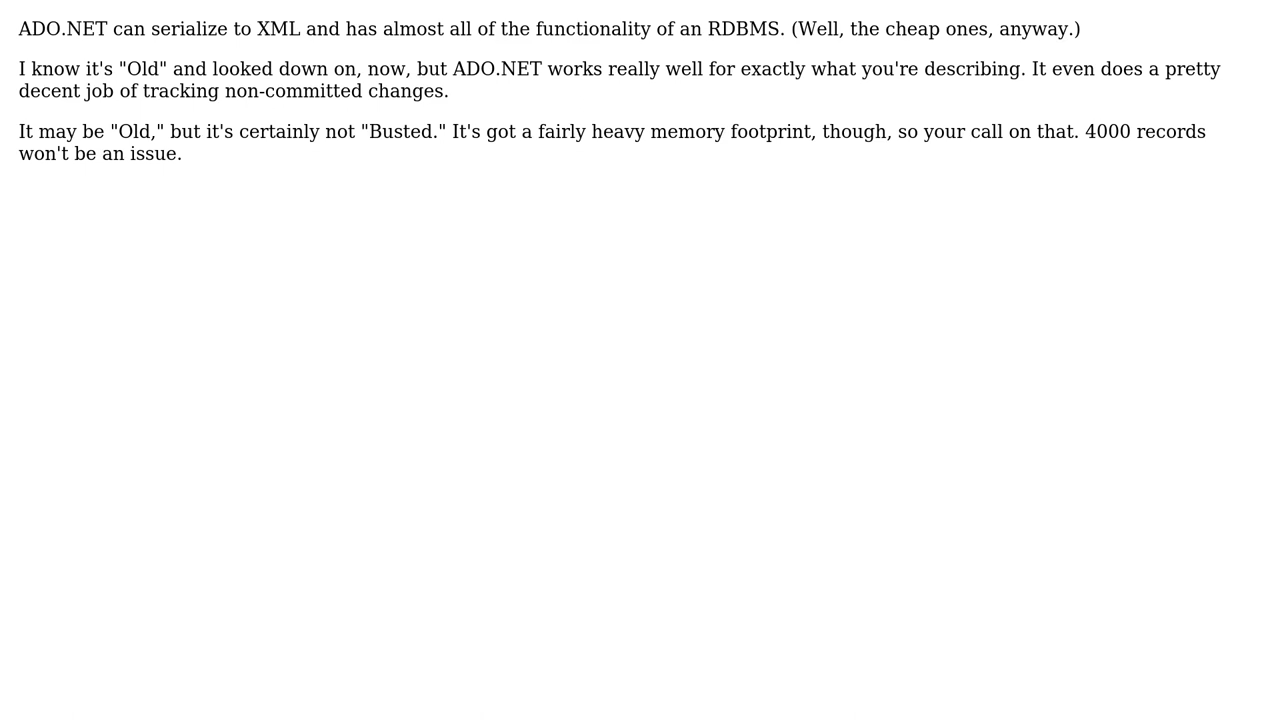 ADO.NET can serialize to XML and has almost all of the functionality of an RDBMS. (Well, the cheap ones, anyway.)
I know it's "Old" and looked down on, now, but ADO.NET works really well for exactly what you're describing. It even does a pretty
decent job of tracking non-committed changes.
It may be "Old," but it's certainly not "Busted." It's got a fairly heavy memory footprint, though, so your call on that. 4000 records
won't be an issue.